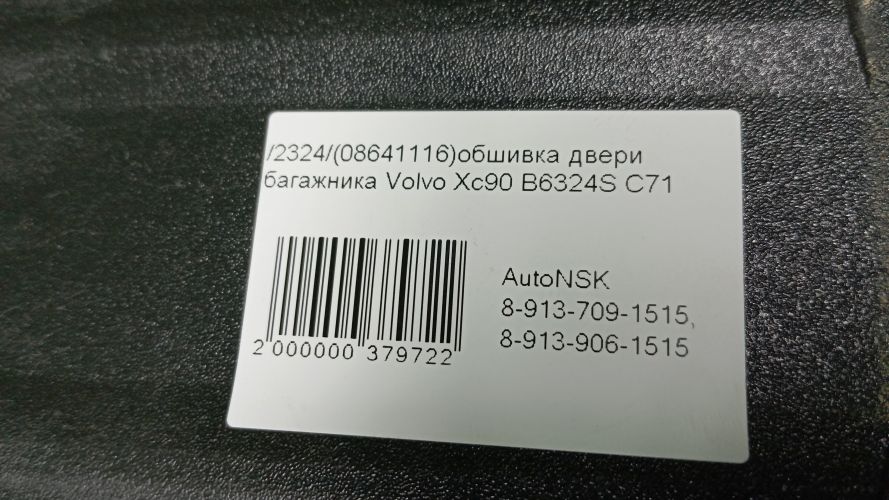 /2324/(08641116)обшивка двери
багажника Volvo Xc90 B6324S C71
AutoNSK
8-913-709-1515,
8-913-906-1515
2 000000 379722